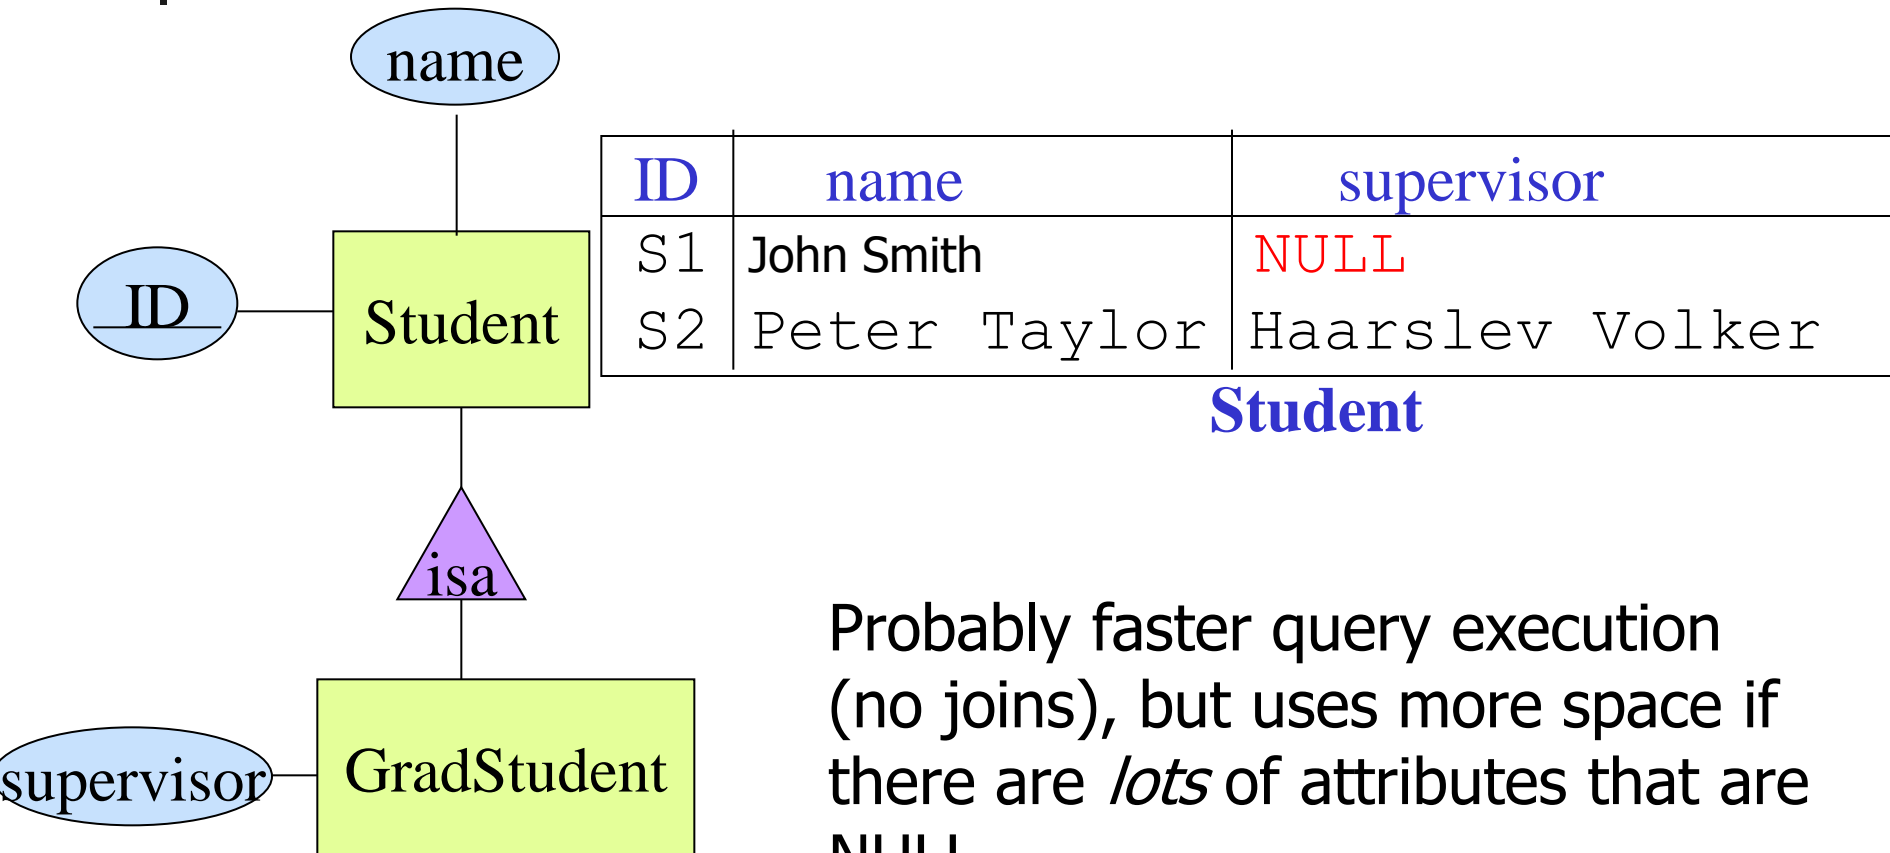 name
ID name supervisor
S1 John Smith NULL
ID
Student
S2 Peter Taylor Haarslev Volker
Student
isa
Probably faster query execution
(no joins), but uses more space if
supervisor
GradStudent
there are lots of attributes that are
NULL